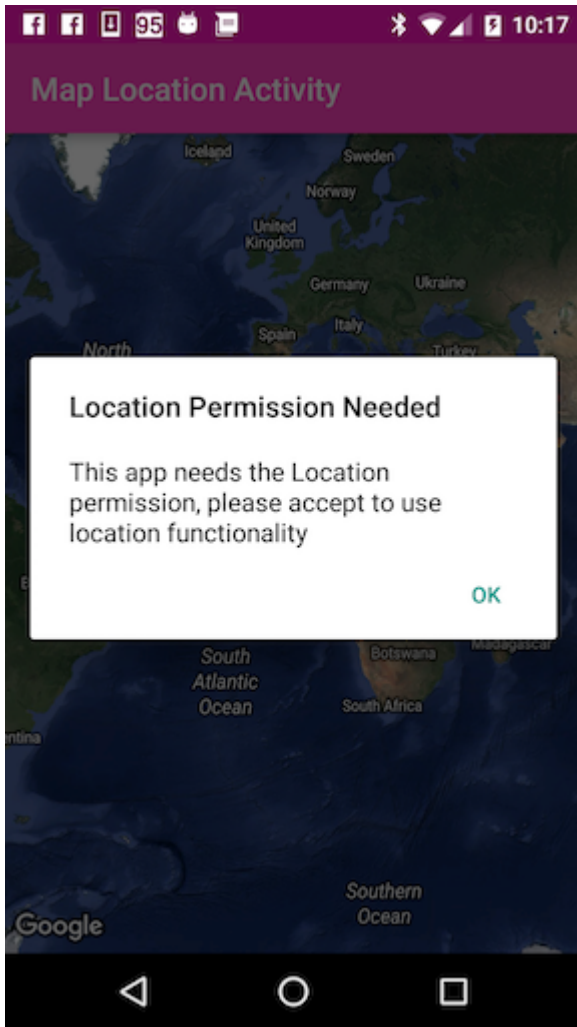 95
10:17
Map Location Activity
Iceland
Sweden
Norway
United
Kingdom
Germany
Ukraine
Spain
Italy
Turkey
North
Location Permission Needed
This app needs the Location
permission, please accept to use
location functionality
OK
South
Atlantic
Ocean
Botswana
Madagascar
South Africa
ntina
Southern
Ocean
Google